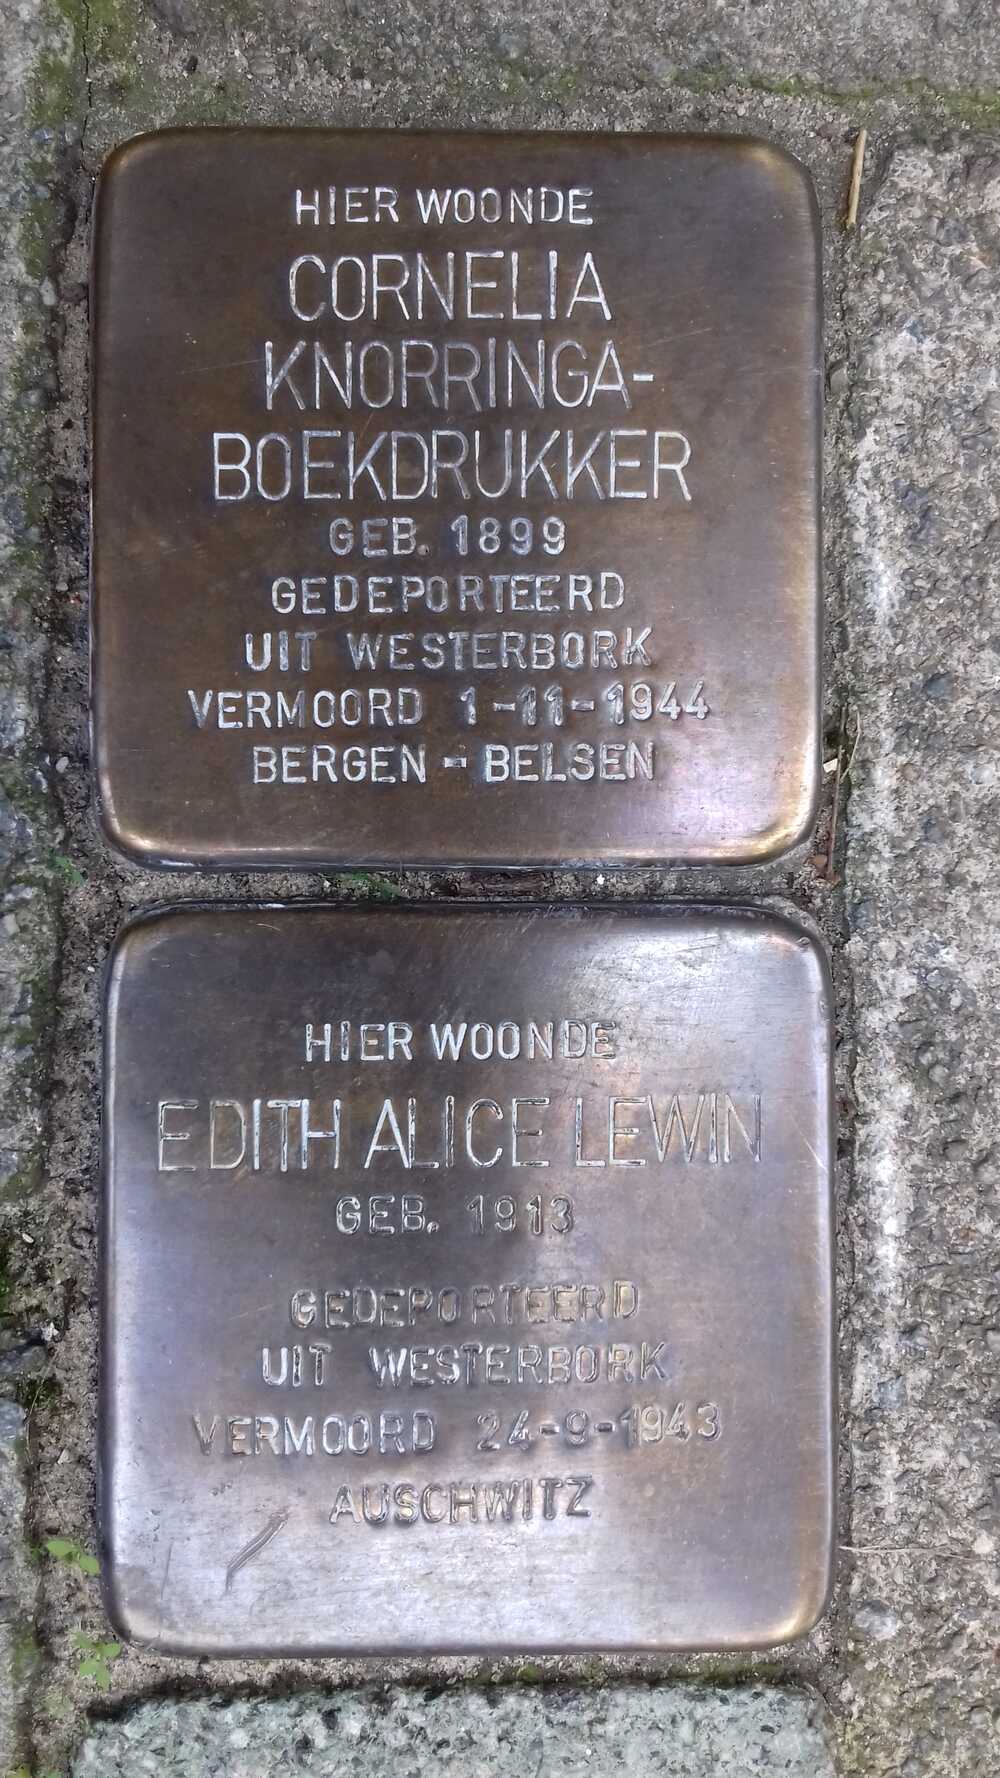 HIER WOONDE
CORNELIA
KNORRINGA-
BOEKDRUKKER
GEB. 1899
GEDEPORTEERD
UIT WESTERBORK
VERMOORD 1-11-1944
BERGEN - BELSEN
HIER WOONDE
EDITH ALICE LEWIN
GEB. 1913
GEDEPORTEERD
UIT WESTERBORK
VERMOORD 24-9-1943
AUSCHWITZ